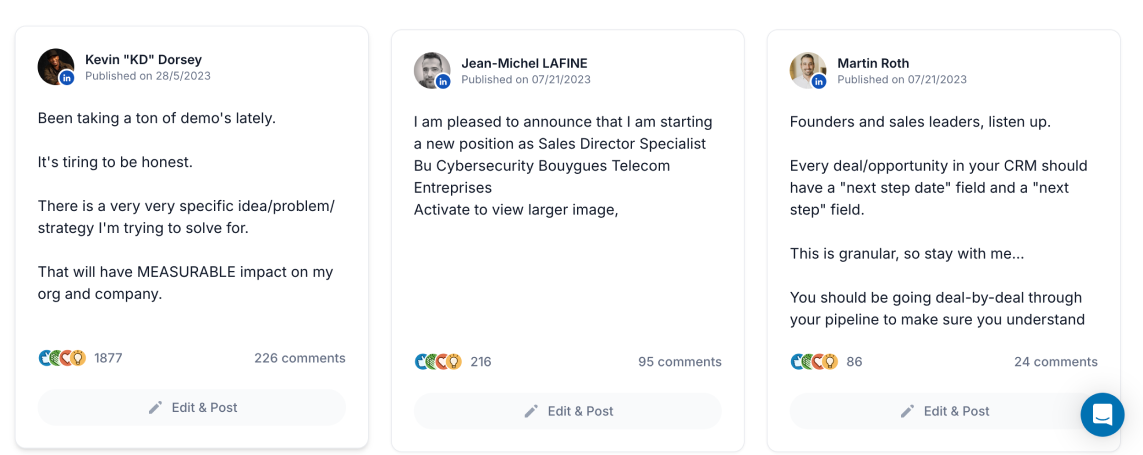 Kevin "KD" Dorsey
in
Published on 28/5/2023
Been taking a ton of demo's lately.
It's tiring to be honest.
There is a very very specific idea/problem/
strategy I'm trying to solve for.
That will have MEASURABLE impact on my
org and company.
1877
226 comments
Edit & Post
Jean-Michel LAFINE
in
Published on 07/21/2023
I am pleased to announce that I am starting
a new position as Sales Director Specialist
Bu Cybersecurity Bouygues Telecom
Entreprises
Activate to view larger image,
216
95 comments
Edit & Post
Martin Roth
in
Published on 07/21/2023
Founders and sales leaders, listen up.
Every deal/opportunity in your CRM should
have a "next step date" field and a "next
step" field.
This is granular, so stay with me...
You should be going deal-by-deal through
your pipeline to make sure you understand
86
24 comments
Edit & Post